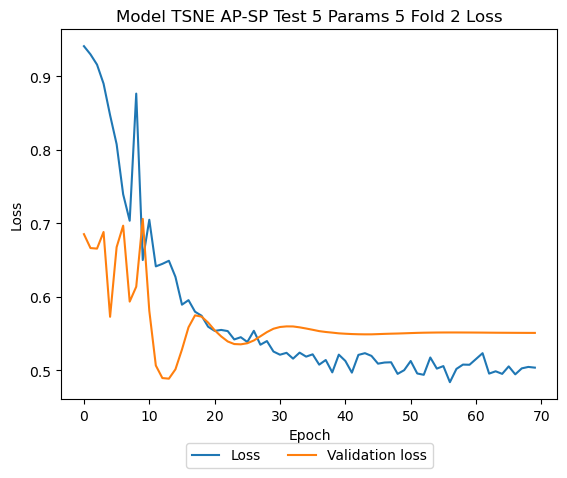 Model TSNE AP-SP Test 5 Params 5 Fold 2 Loss
0.9
0.8
0.7
0.6
0.5
Loss
0 10 20 30 40 50 60 70
Epoch
Loss Validation loss